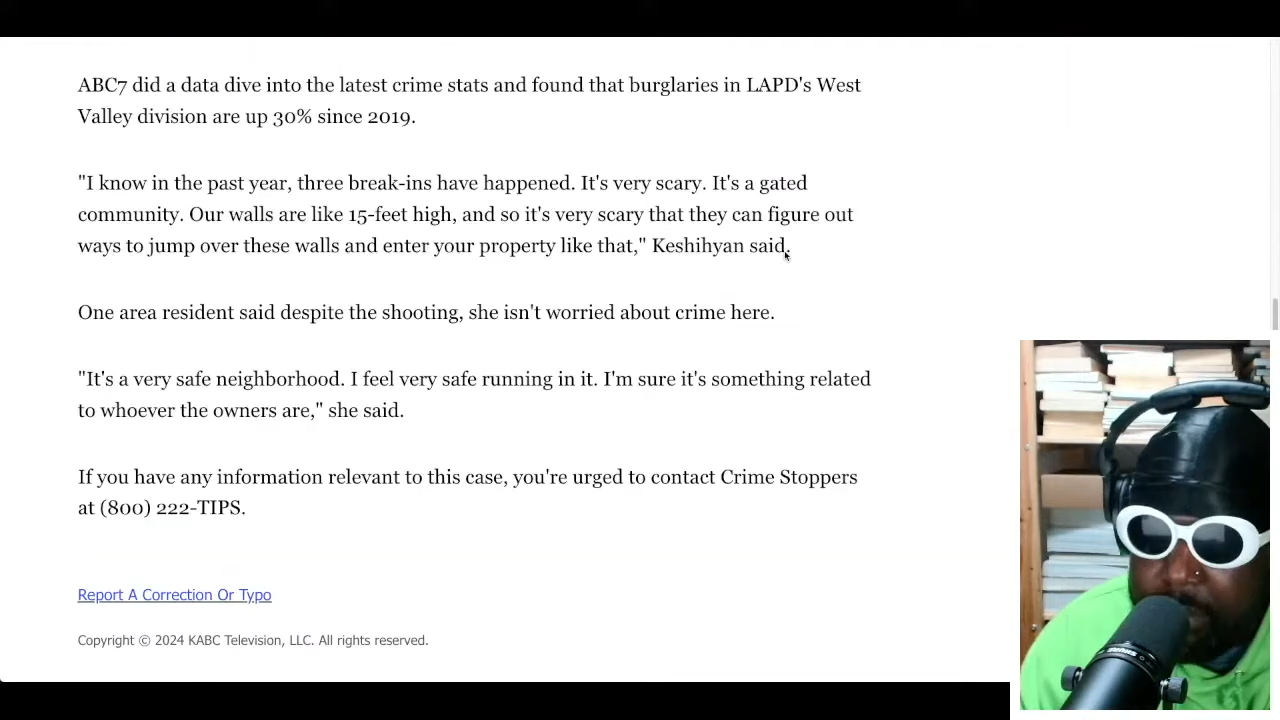 ABC7 did a data dive into the latest crime stats and found that burglaries in LAPD's West
Valley division are up 30% since 2019.
"I know in the past year, three break-ins have happened. It's very scary. It's a gated
community. Our walls are like 15-feet high, and so it's very scary that they can figure out
ways to jump over these walls and enter your property like that," Keshihyan said.
One area resident said despite the shooting, she isn't worried about crime here.
"It's a very safe neighborhood. I feel very safe running in it. I'm sure it's something related
to whoever the owners are," she said.
If you have any information relevant to this case, you're urged to contact Crime Stoppers
at (800) 222-TIPS.
Report A Correction Or Typo
Copyright © 2024 KABC Television, LLC. All rights reserved.
SHURE